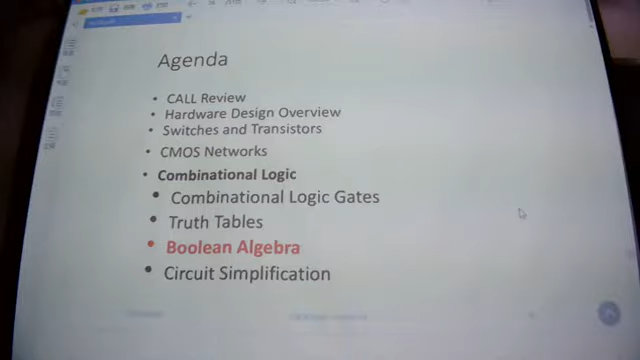 Agenda
• CALL Review
• Hardware Design Overview
• Switches and Transistors
• CMOS Networks
• Combinational Logic
• Combinational Logic Gates
• Truth Tables
• Boolean Algebra
• Circuit Simplification